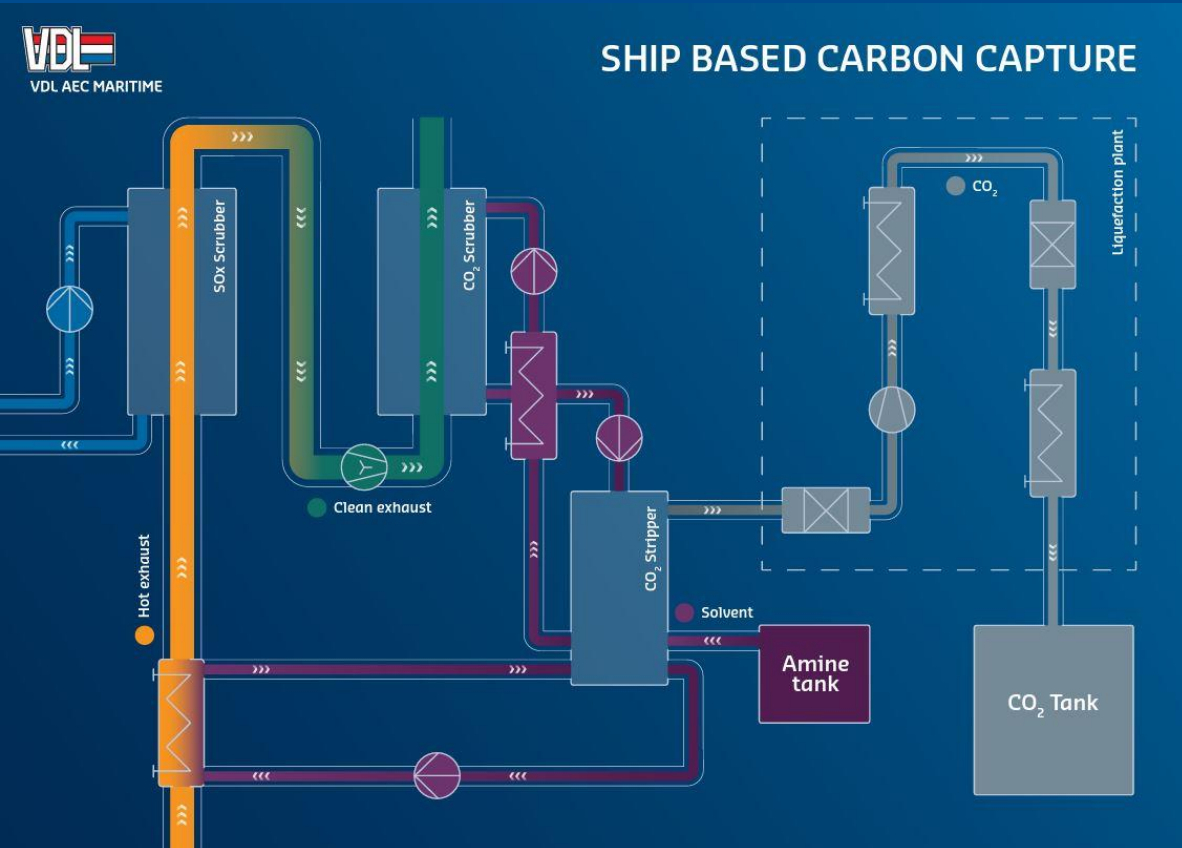 VDL
VDL AEC MARITIME
SHIP BASED CARBON CAPTURE
SOx Scrubber
CO₂ Scrubber
Liquefaction plant
CO₂
Clean exhaust
Hot exhaust
CO₂ Stripper
Solvent
Amine
tank
CO₂ Tank